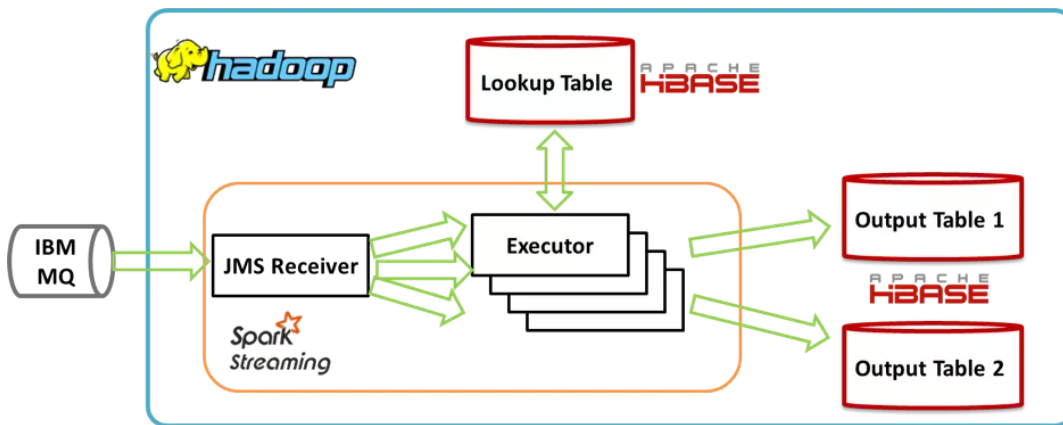 hadoop
Lookup Table
APACHE
HBASE
IBM
MQ
JMS Receiver
Executor
Spark
Streaming
Output Table 1
APACHE
HBASE
Output Table 2